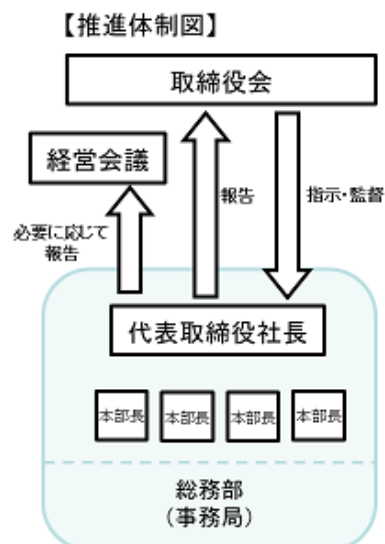 【推進体制図】
取締役会
経営会議
報告
指示・監督
必要に応じて
報告
代表取締役社長
本部長
本部長
本部長
本部長
総務部
（事務局）